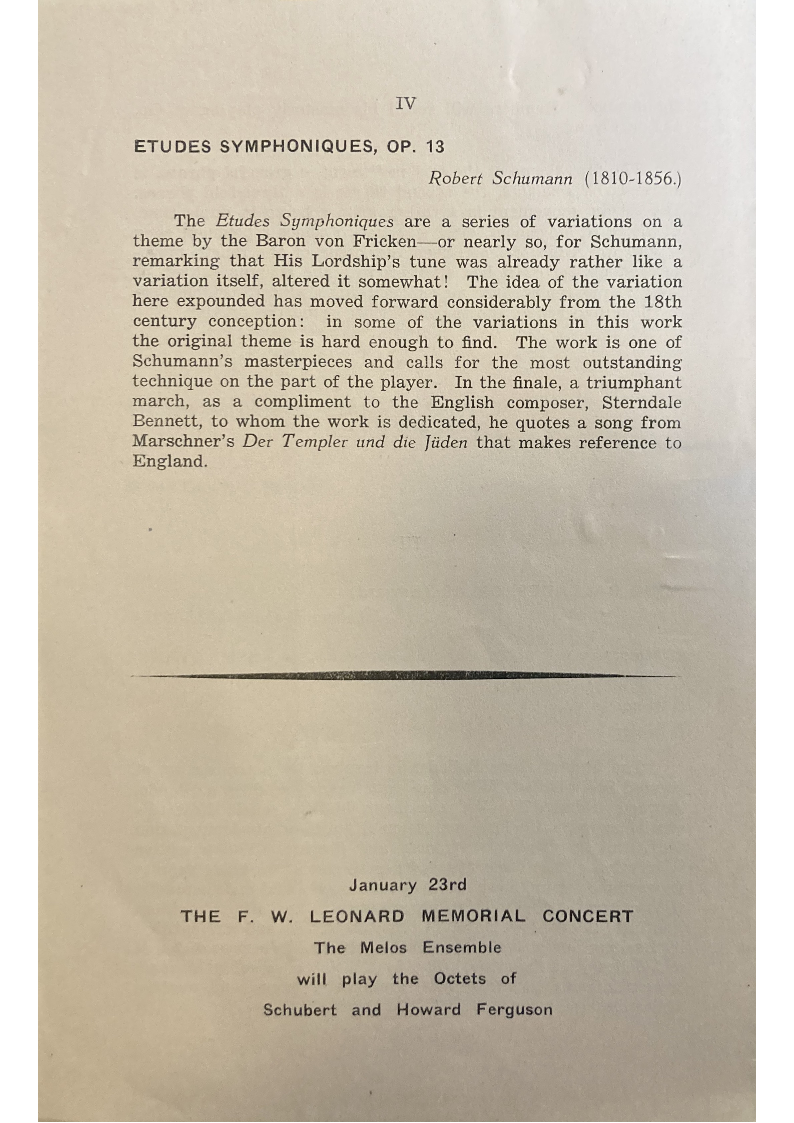 IV
ETUDES SYMPHONIQUES, OP. 13
Robert Schumann (1810-1856.)
The Etudes Symphoniques are a series of variations on a
theme by the Baron von Fricken—or nearly so, for Schumann,
remarking that His Lordship's tune was already rather like a
variation itself, altered it somewhat! The idea of the variation
here expounded has moved forward considerably from the 18th
century conception: in some of the variations in this work
the original theme is hard enough to find. The work is one of
Schumann's masterpieces and calls for the most outstanding
technique on the part of the player. In the finale, a triumphant
march, as a compliment to the English composer, Sterndale
Bennett, to whom the work is dedicated, he quotes a song from
Marschner's Der Templer und die Jüden that makes reference to
England.
January 23rd
THE F. W. LEONARD MEMORIAL CONCERT
The Melos Ensemble
will play the Octets of
Schubert and Howard Ferguson